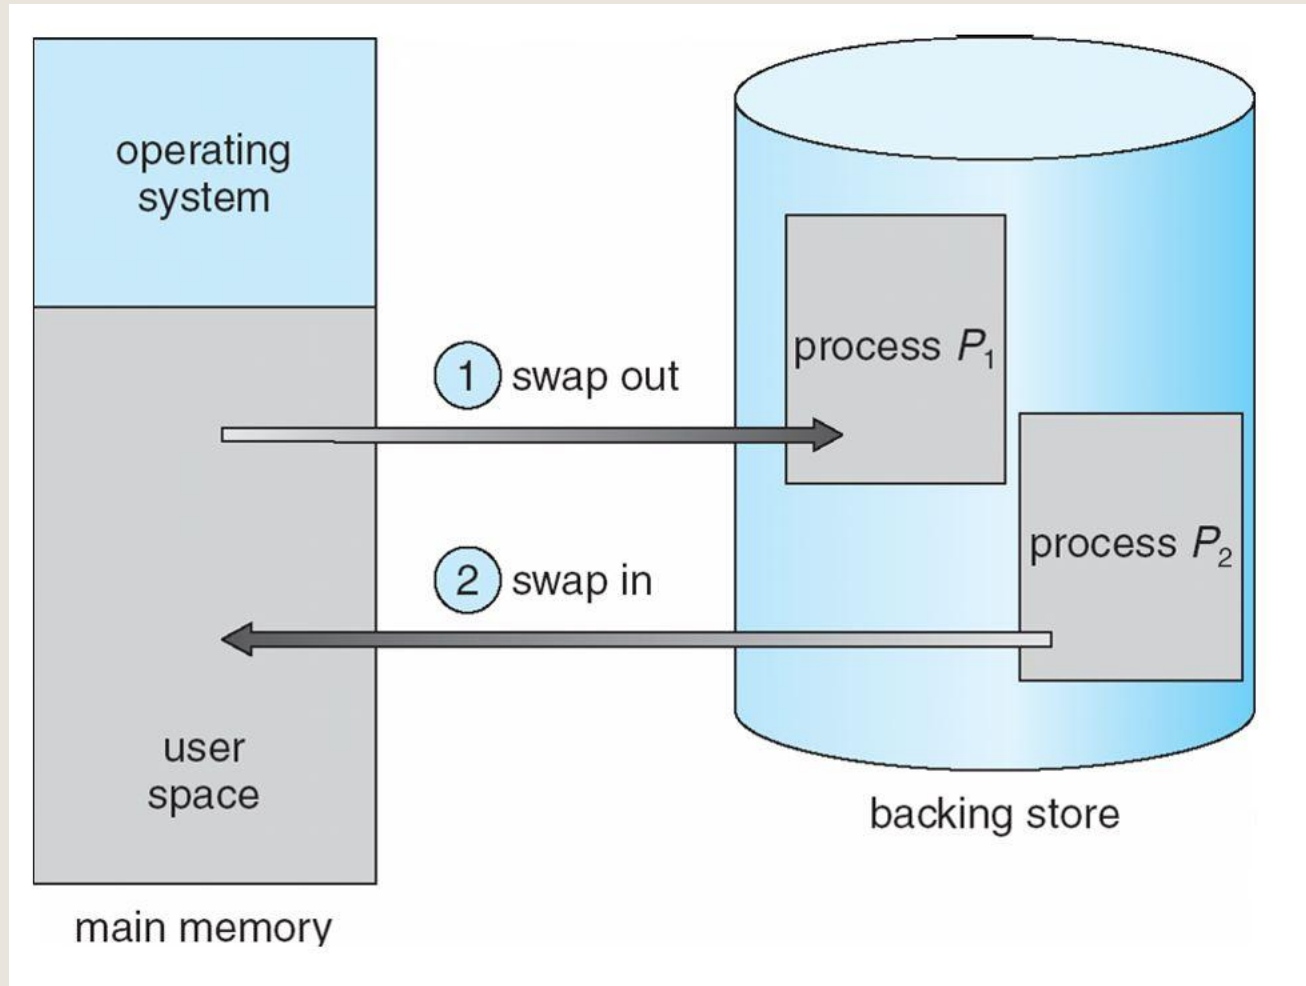 operating
system
process P1
1 swap out
process P2
2 swap in
user
space
backing store
main memory